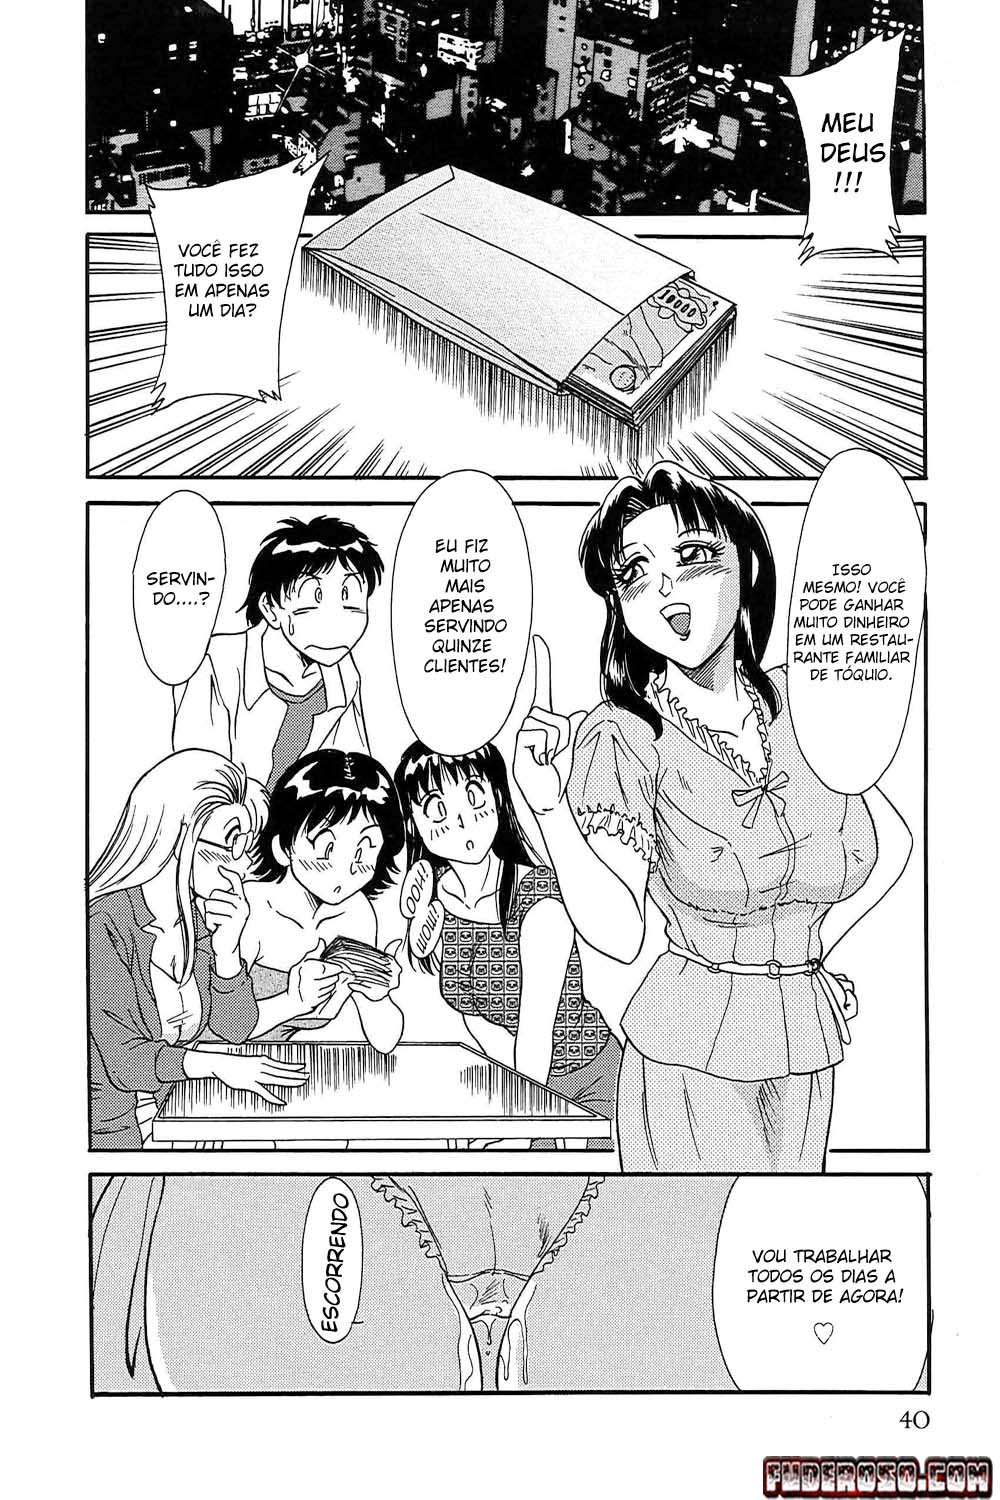 MEU
DEUS
!!!
VOCÊ FEZ
TUDO ISSO
EM APENAS
UM DIA?
10000
ISSO
MESMO! VOCÊ
PODE GANHAR
MUITO DINHEIRO
EM UM RESTAU-
RANTE FAMILIAR
DE TÓQUIO.
EU FIZ
MUITO
MAIS
APENAS
SERVINDO
QUINZE
CLIENTES!
SERVIN-
DO....?
OOH!
WOW!
VOU TRABALHAR
TODOS OS DIAS A
PARTIR DE AGORA!
♡
ESCORRENDO
40
FUDEROSO.COM